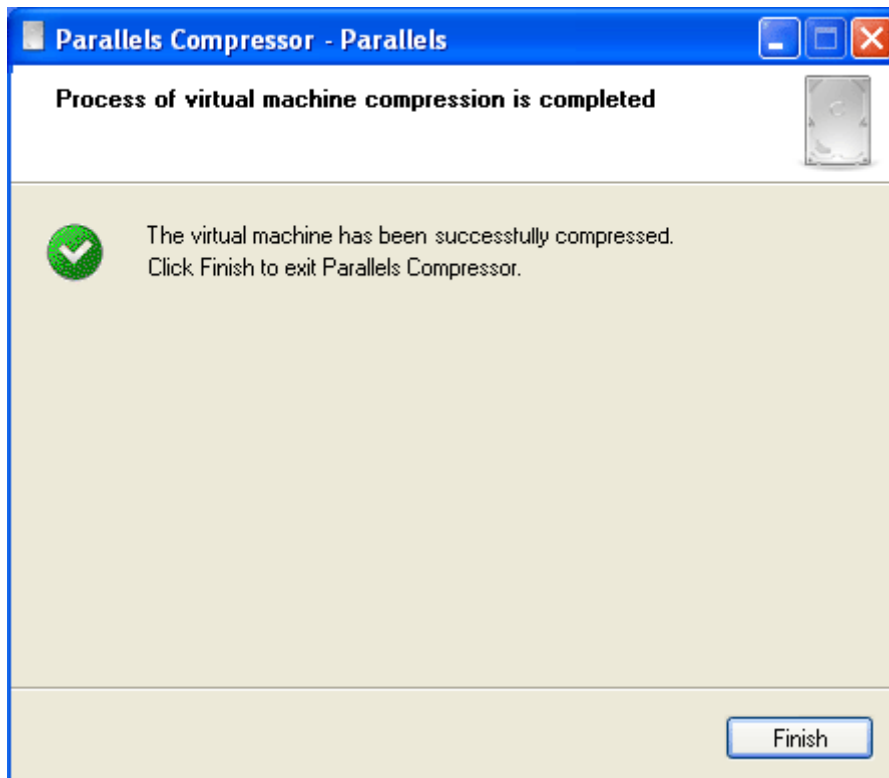 Parallels Compressor - Parallels
Process of virtual machine compression is completed
The virtual machine has been successfully compressed.
Click Finish to exit Parallels Compressor.
Finish